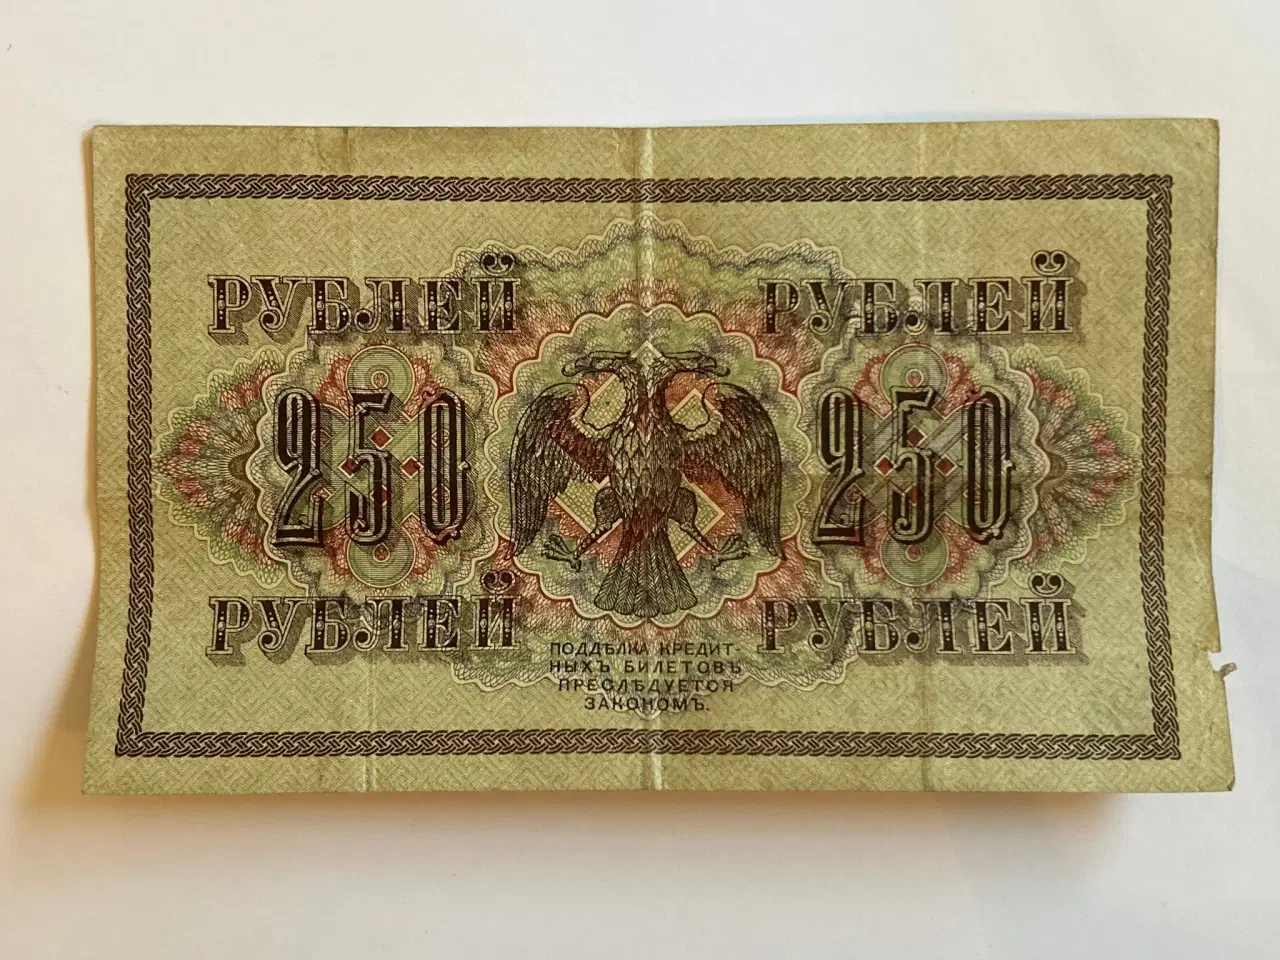 РУБЛЕЙ РУБЛЕЙ
250 250
РУБЛЕЙ РУБЛЕЙ
ПОДДѢЛКА КРЕДИТ-
НЫХЪ БИЛЕТОВЪ
ПРЕСЛѢДУЕТСЯ
ЗАКОНОМЪ.